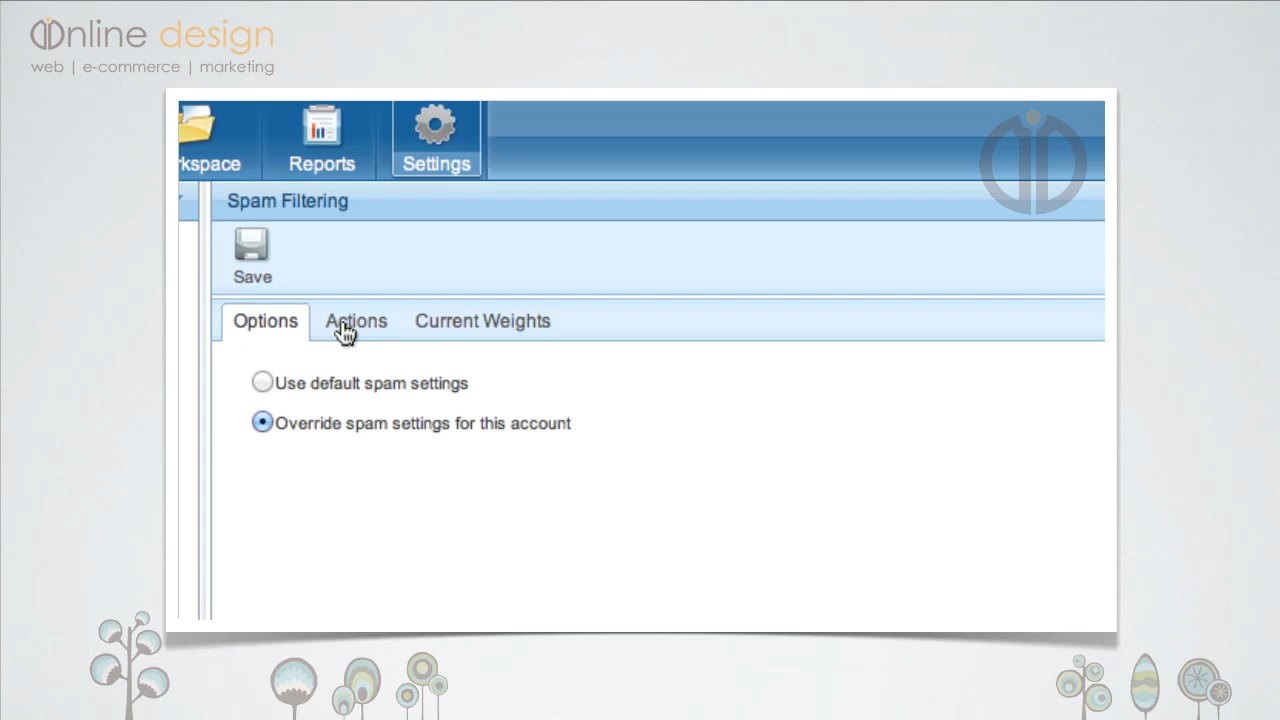 Online design
web | e-commerce | marketing
rkspace
Reports
Settings
Spam Filtering
Save
Options
Actions
Current Weights
Use default spam settings
Override spam settings for this account